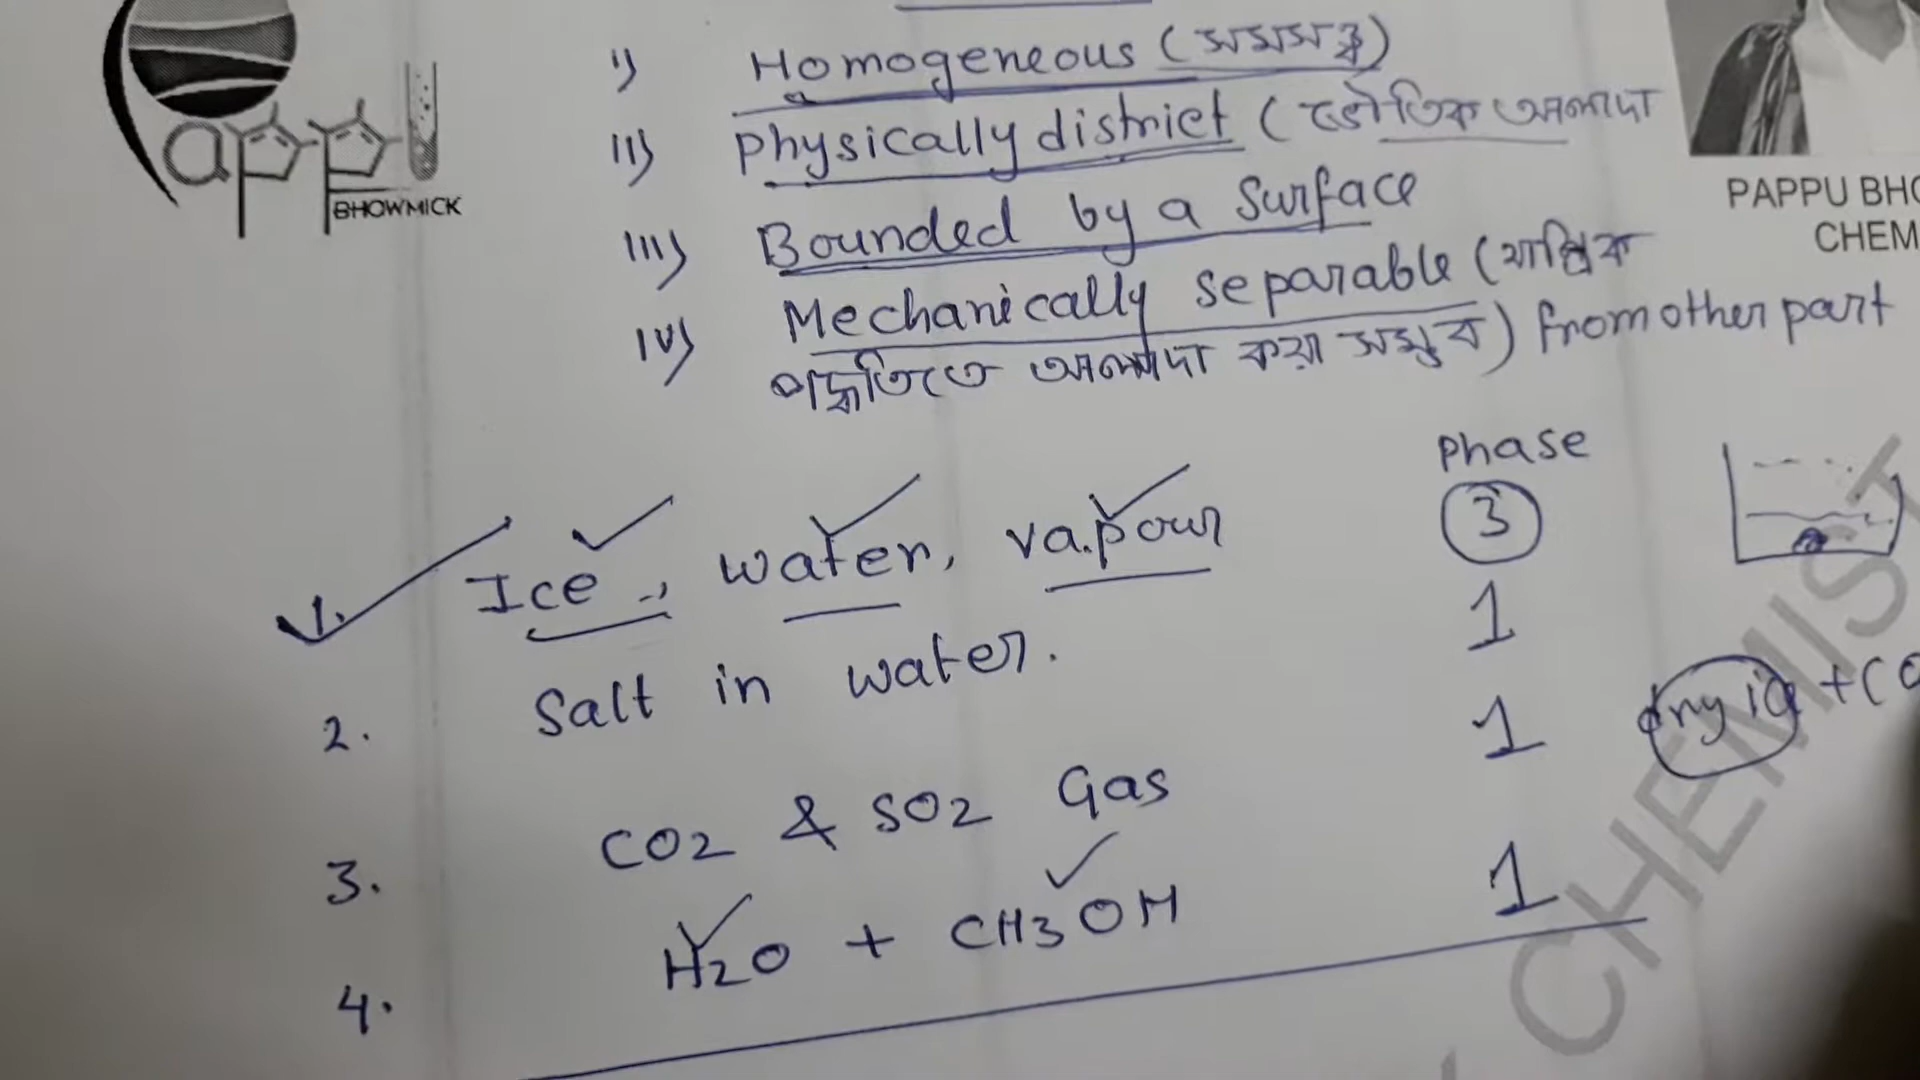 BHOWMICK
PAPPU BHO
CHEM
i) Homogeneous (সমসত্ত্ব)
ii) Physically district (ভৌতিক আলাদা
iii) Bounded by a Surface
iv) Mechanically separable (যান্ত্রিক
পদ্ধতিতে আলাদা করা সম্ভব) from other part
Phase
1. Ice, water, vapour 3
2. Salt in water. 1
3. CO2 & SO2 Gas 1
dry ice + CO
4. H2O + CH3OH 1
CHEMIST